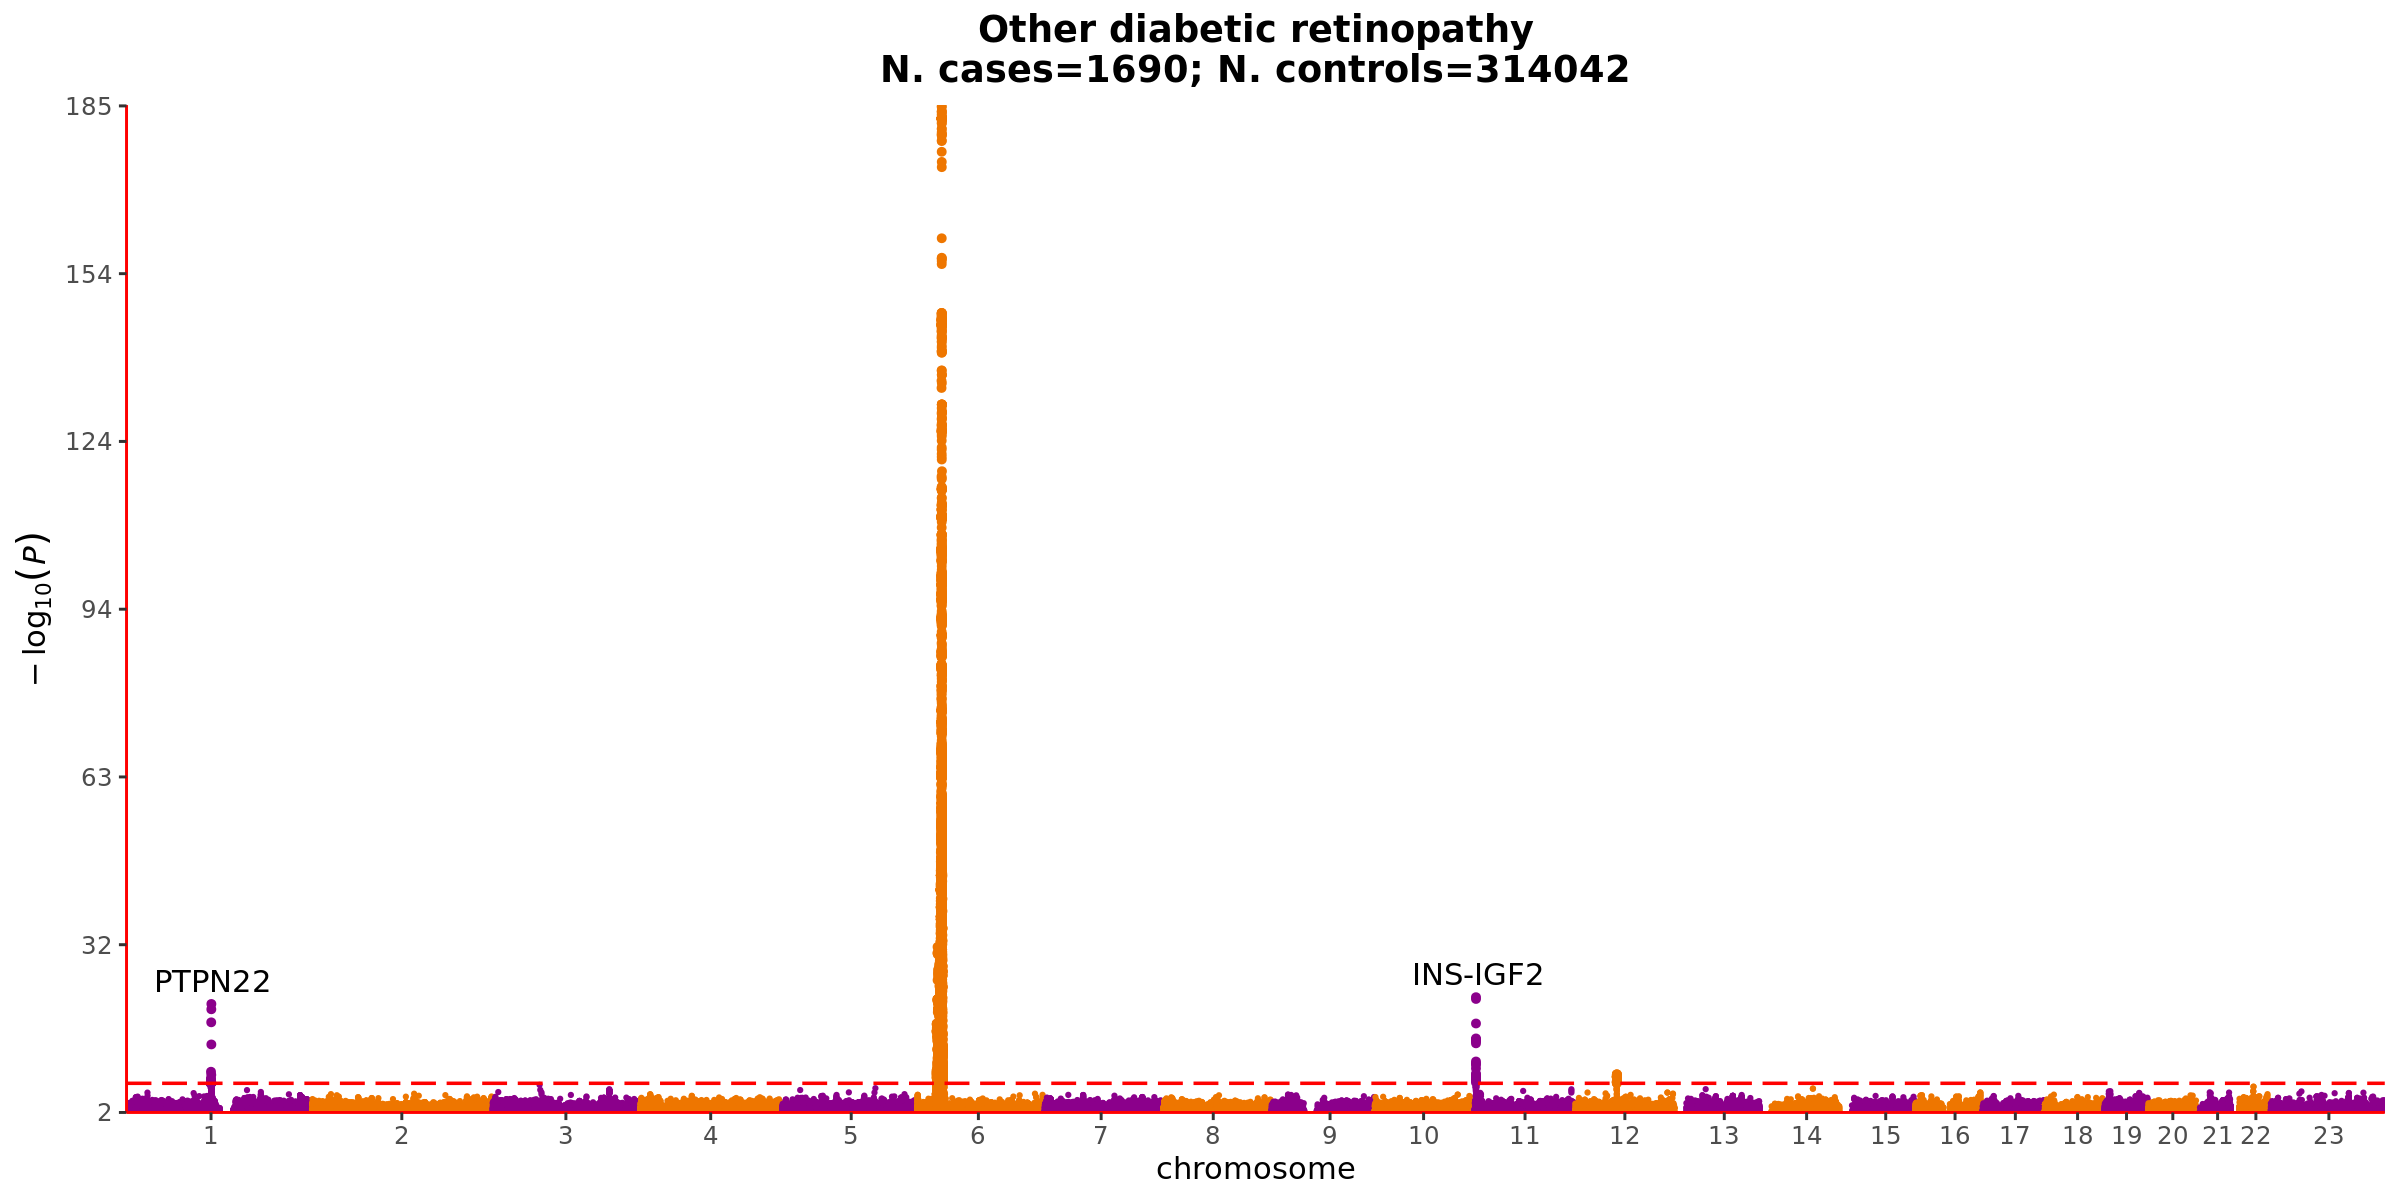 Other diabetic retinopathy
N. cases=1690; N. controls=314042
185
154
124
94
63
32
2
−log₁₀(P)
PTPN22
INS-IGF2
1 2 3 4 5 6 7 8 9 10 11 12 13 14 15 16 17 18 19 20 21 22 23
chromosome